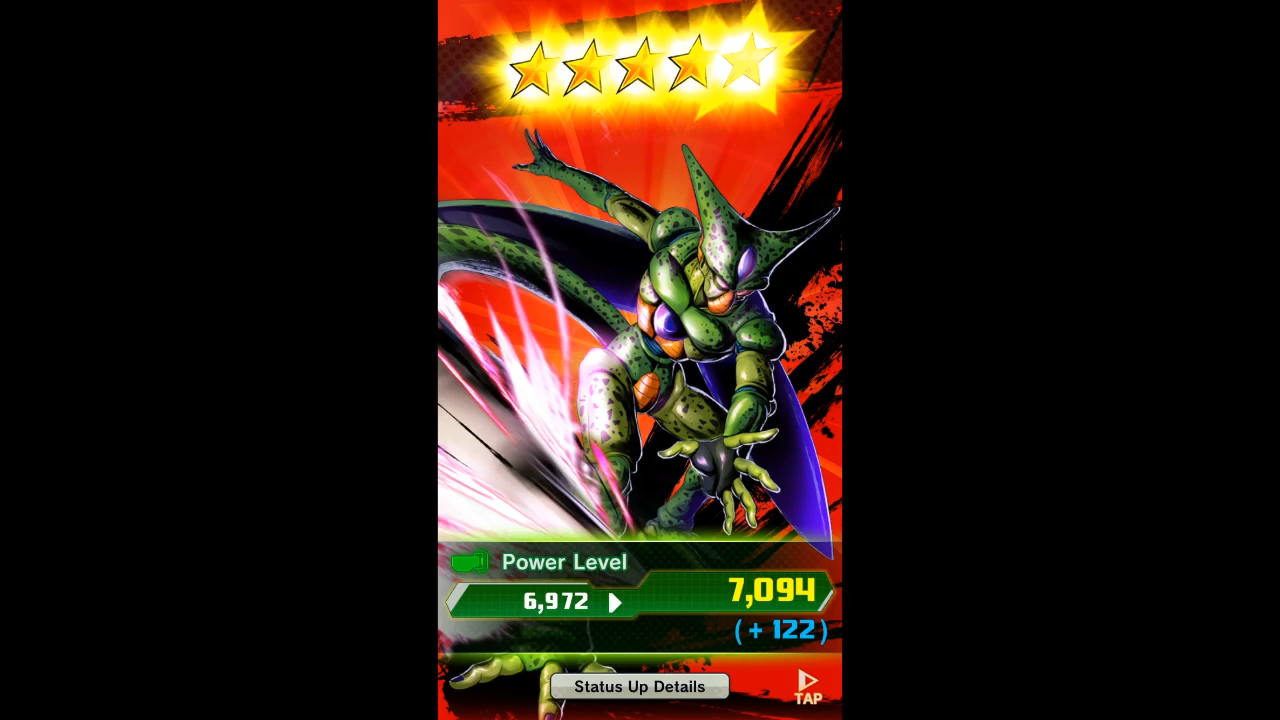 Power Level
6,972
7,094
( + 122 )
Status Up Details
TAP